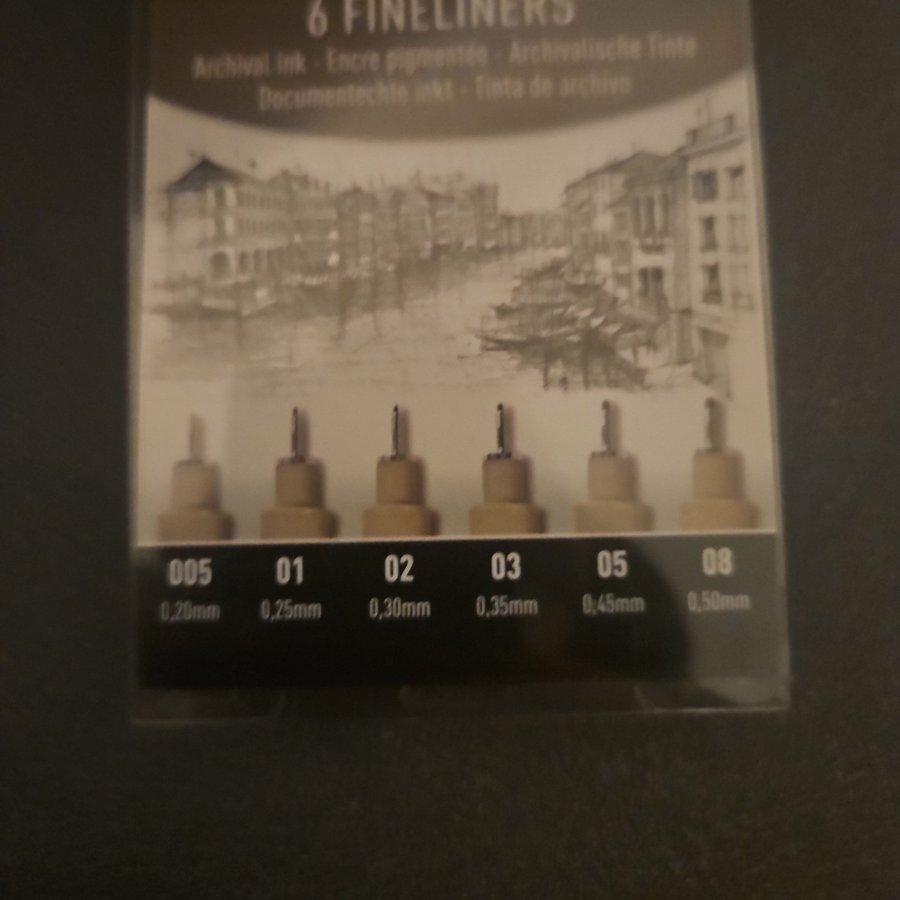 6 FINELINERS
Archival ink · Encre pigmentée · Archivalische Tinte
Documentechte inkt · Tinta de archivo
005 01 02 03 05 08
0,20mm 0,25mm 0,30mm 0,35mm 0,45mm 0,50mm